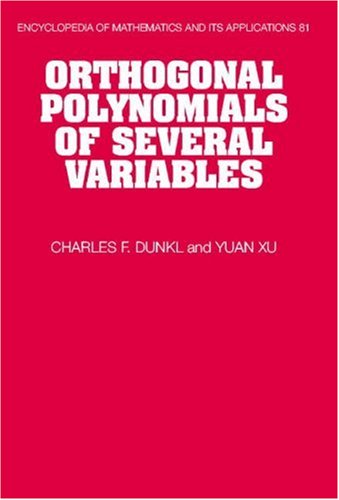 ENCYCLOPEDIA OF MATHEMATICS AND ITS APPLICATIONS 81
ORTHOGONAL
POLYNOMIALS
OF SEVERAL
VARIABLES
CHARLES F. DUNKL and YUAN XU